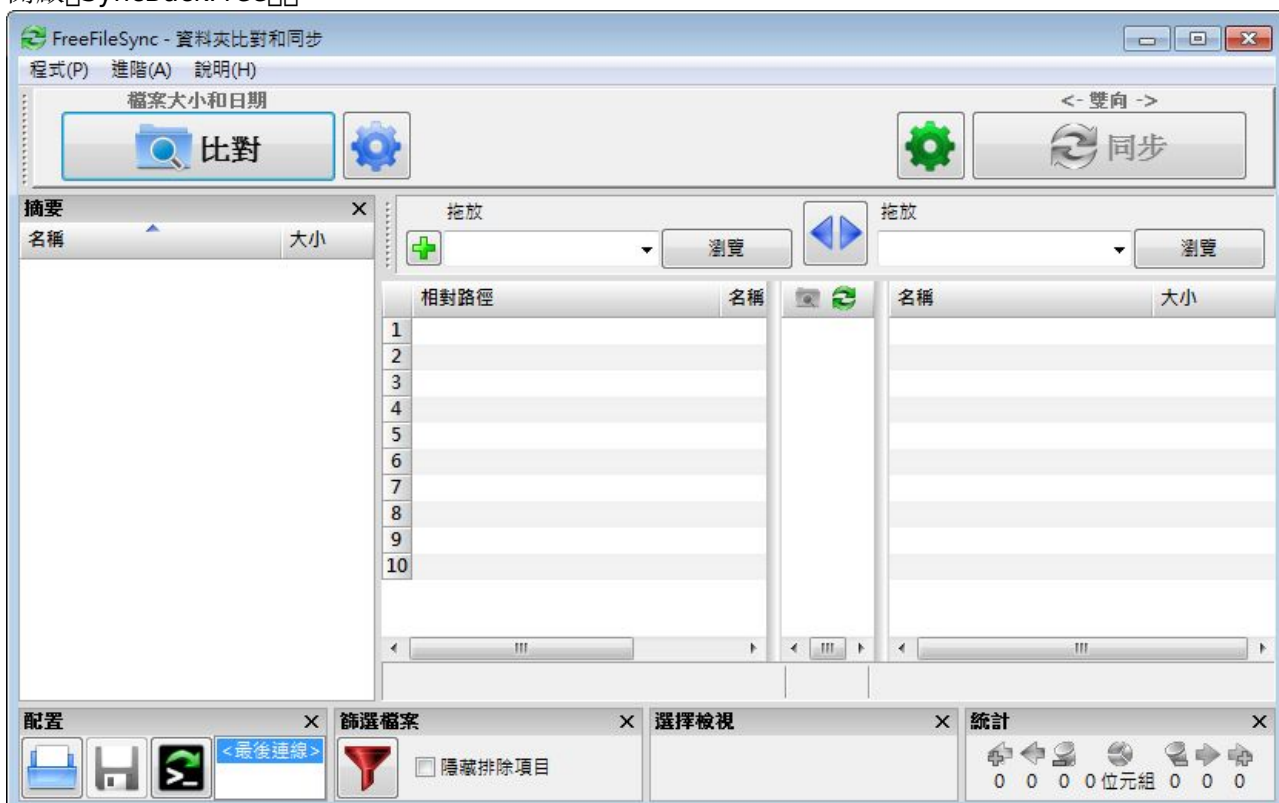 FreeFileSync - 資料夾比對和同步
程式(P) 進階(A) 說明(H)
檔案大小和日期
<- 雙向 ->
比對
同步
摘要
名稱 大小
拖放
瀏覽
拖放
瀏覽
相對路徑 名稱
名稱 大小
1
2
3
4
5
6
7
8
9
10
配置
<最後連線>
篩選檔案
隱藏排除項目
選擇檢視
統計
0 0 0 0位元組 0 0 0